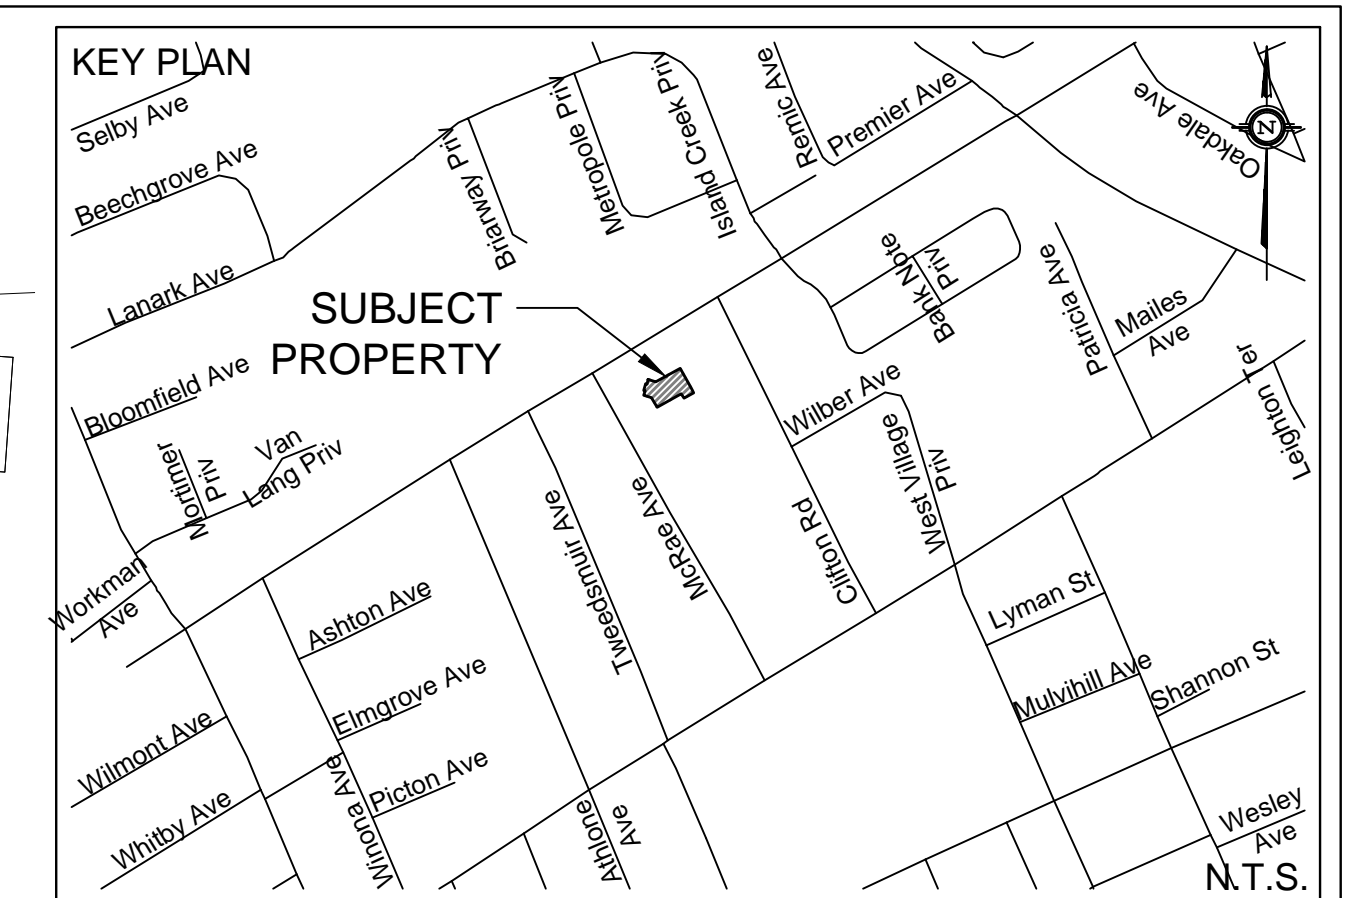 KEY PLAN
Selby Ave
Beechgrove Ave
Lanark Ave
Briarway Priv
Metropole Priv
Island Creek Priv
Remic Ave
Premier Ave
Oakdale Ave
N
SUBJECT
PROPERTY
Bank Note
Priv
Patricia Ave
Mailes
Ave
Leighton Ter
Bloomfield Ave
Mortimer
Priv
Van
Lang Priv
Wilber Ave
West Village
Priv
Tweedsmuir Ave
McRae Ave
Clifton Rd
Workman
Ave
Ashton Ave
Elmgrove Ave
Picton Ave
Lyman St
Mulvihill Ave
Shannon St
Wilmont Ave
Whitby Ave
Winona Ave
Athlone
Ave
Wesley
Ave
N.T.S.